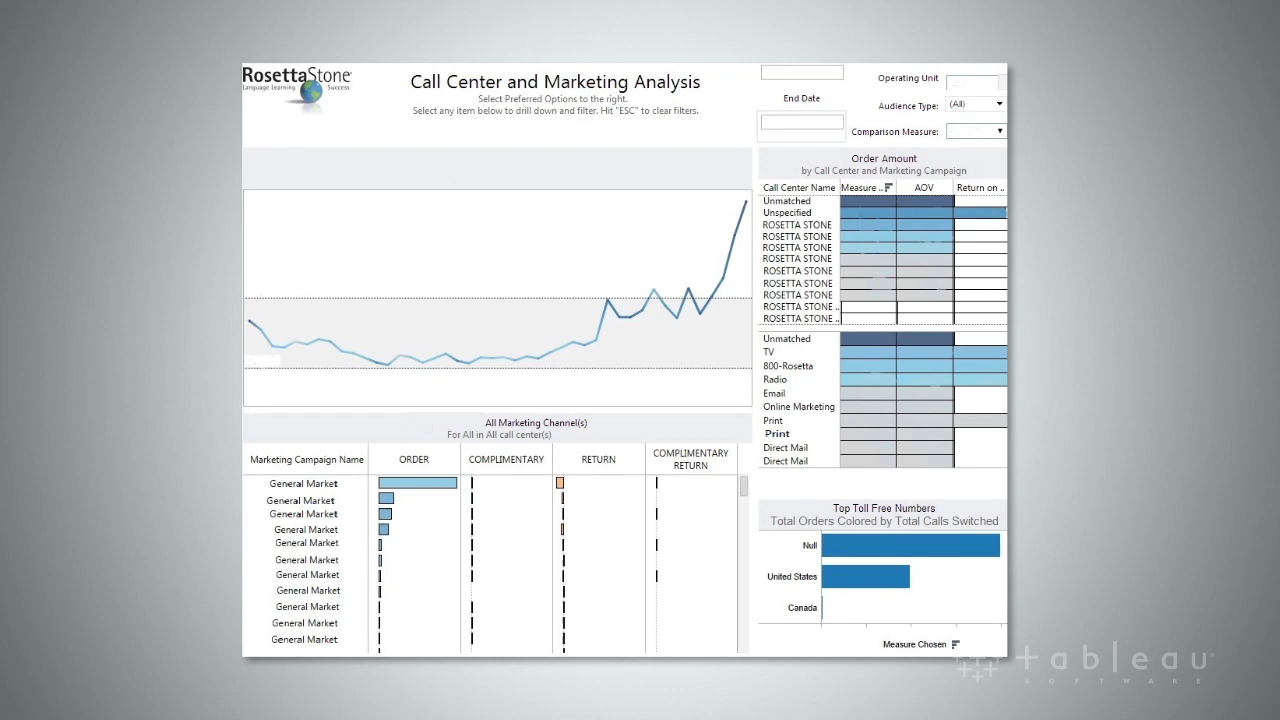 RosettaStone
Language Learning Success
Call Center and Marketing Analysis
Select Preferred Options to the right.
Select any item below to drill down and filter. Hit "ESC" to clear filters.
End Date
Operating Unit
Audience Type:
(All)
Comparison Measure:
Order Amount
by Call Center and Marketing Campaign
Call Center Name Measure .. AOV Return on ..
Unmatched
Unspecified
ROSETTA STONE
ROSETTA STONE
ROSETTA STONE
ROSETTA STONE
ROSETTA STONE
ROSETTA STONE
ROSETTA STONE
ROSETTA STONE ..
ROSETTA STONE ..
Unmatched
TV
800-Rosetta
Radio
Email
Online Marketing
Print
Print
Direct Mail
Direct Mail
All Marketing Channel(s)
For All in All call center(s)
Marketing Campaign Name ORDER COMPLIMENTARY RETURN COMPLIMENTARY RETURN
General Market
General Market
General Market
General Market
General Market
General Market
General Market
General Market
General Market
General Market
General Market
Top Toll Free Numbers
Total Orders Colored by Total Calls Switched
Null
United States
Canada
Measure Chosen
+ a b l e a u
S O F T W A R E